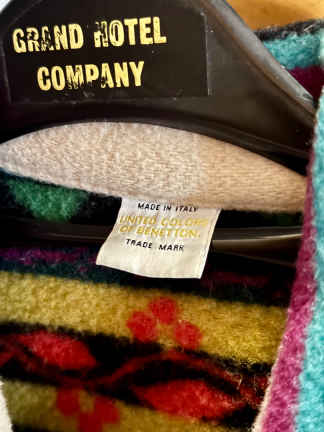 GRAND HOTEL
COMPANY
MADE IN ITALY
UNITED COLORS
OF BENETTON.
TRADE MARK